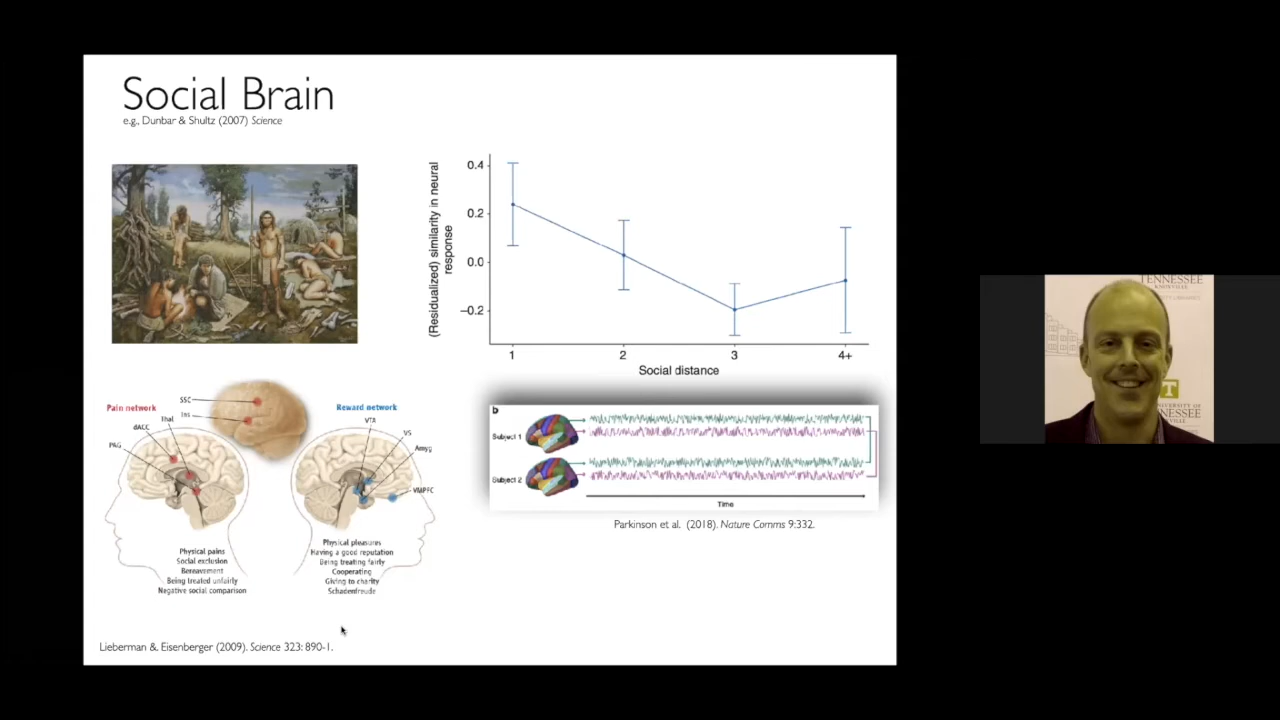 Social Brain
e.g., Dunbar & Shultz (2007) Science
(Residualized) similarity in neural
response
0.4
0.2
0.0
−0.2
1 2 3 4+
Social distance
Pain network
SSC
Ins
Thal
dACC
PAG
Reward network
VTA
VS
Amyg
VMPFC
Physical pains
Social exclusion
Bereavement
Being treated unfairly
Negative social comparison
Physical pleasures
Having a good reputation
Being treating fairly
Cooperating
Giving to charity
Schadenfreude
b
Subject 1
Subject 2
Time
Parkinson et al. (2018). Nature Comms 9:332.
Lieberman & Eisenberger (2009). Science 323: 890-1.
TENNESSEE
KNOXVILLE
T
UNIVERSITY OF
NNESSEE